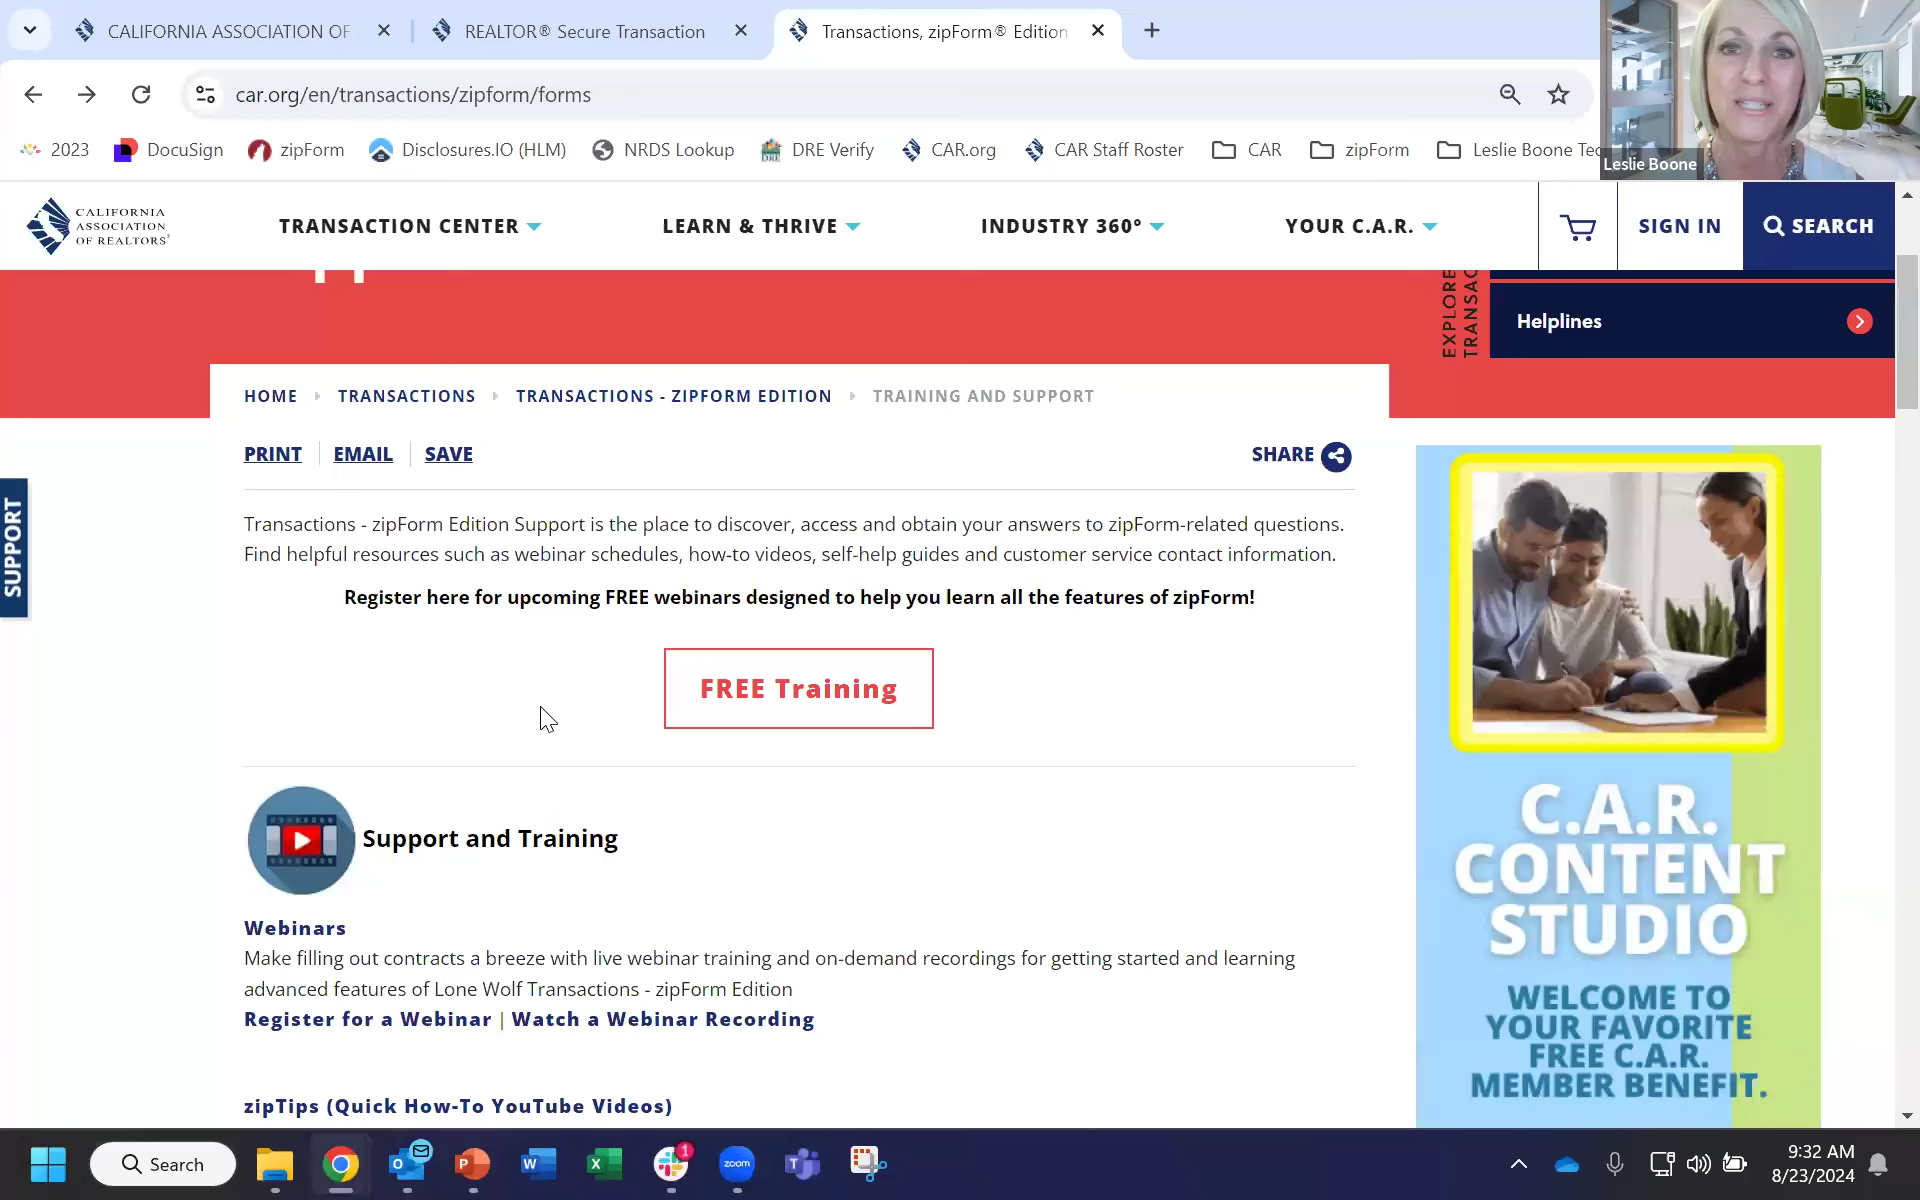 CALIFORNIA ASSOCIATION OF
REALTOR® Secure Transaction
Transactions, zipForm® Edition
car.org/en/transactions/zipform/forms
2023
DocuSign
zipForm
Disclosures.IO (HLM)
NRDS Lookup
DRE Verify
CAR.org
CAR Staff Roster
CAR
zipForm
Leslie Boone Tec
Leslie Boone
CALIFORNIA
ASSOCIATION
OF REALTORS®
TRANSACTION CENTER
LEARN & THRIVE
INDUSTRY 360°
YOUR C.A.R.
SIGN IN
SEARCH
EXPLORE
TRANSAC
Helplines
HOME
TRANSACTIONS
TRANSACTIONS - ZIPFORM EDITION
TRAINING AND SUPPORT
PRINT
EMAIL
SAVE
SHARE
SUPPORT
Transactions - zipForm Edition Support is the place to discover, access and obtain your answers to zipForm-related questions.
Find helpful resources such as webinar schedules, how-to videos, self-help guides and customer service contact information.
Register here for upcoming FREE webinars designed to help you learn all the features of zipForm!
FREE Training
Support and Training
Webinars
Make filling out contracts a breeze with live webinar training and on-demand recordings for getting started and learning
advanced features of Lone Wolf Transactions - zipForm Edition
Register for a Webinar | Watch a Webinar Recording
zipTips (Quick How-To YouTube Videos)
C.A.R.
CONTENT
STUDIO
WELCOME TO
YOUR FAVORITE
FREE C.A.R.
MEMBER BENEFIT.
Search
1
zoom
9:32 AM
8/23/2024